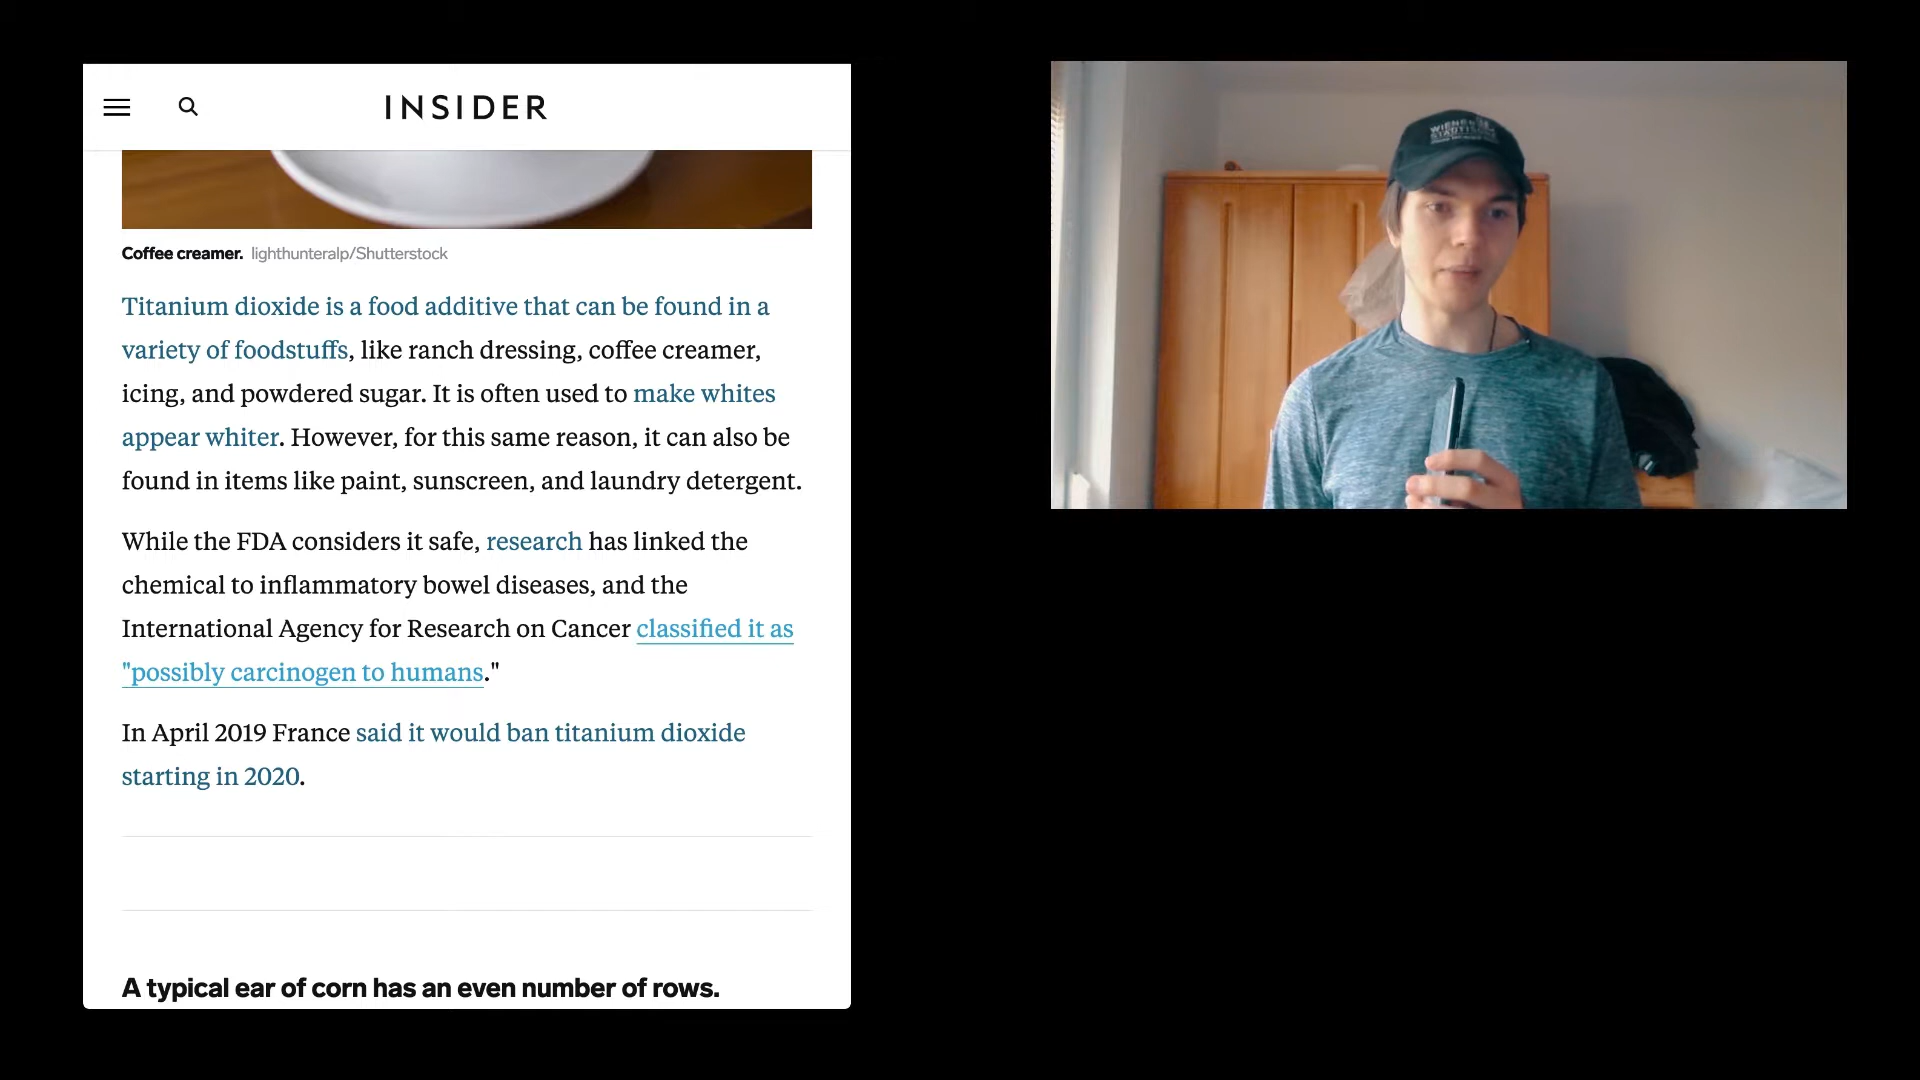 INSIDER
Coffee creamer. lighthunteralp/Shutterstock
Titanium dioxide is a food additive that can be found in a
variety of foodstuffs, like ranch dressing, coffee creamer,
icing, and powdered sugar. It is often used to make whites
appear whiter. However, for this same reason, it can also be
found in items like paint, sunscreen, and laundry detergent.
While the FDA considers it safe, research has linked the
chemical to inflammatory bowel diseases, and the
International Agency for Research on Cancer classified it as
"possibly carcinogen to humans."
In April 2019 France said it would ban titanium dioxide
starting in 2020.
A typical ear of corn has an even number of rows.
WIENER
STÄDTISCHE